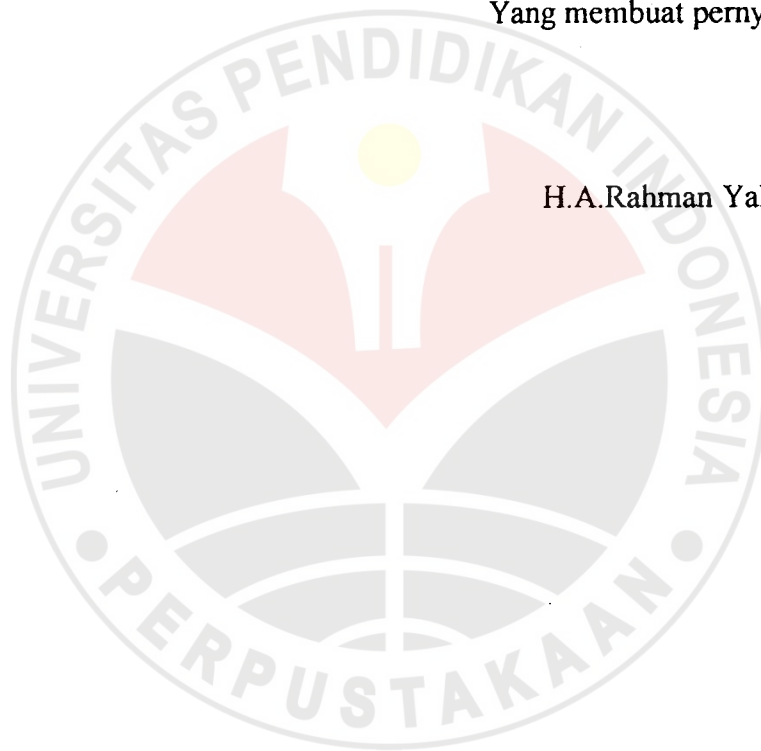 Yang membuat perny
H.A.Rahman Ya
UNIVERSITAS PENDIDIKAN INDONESIA
PERPUSTAKAAN